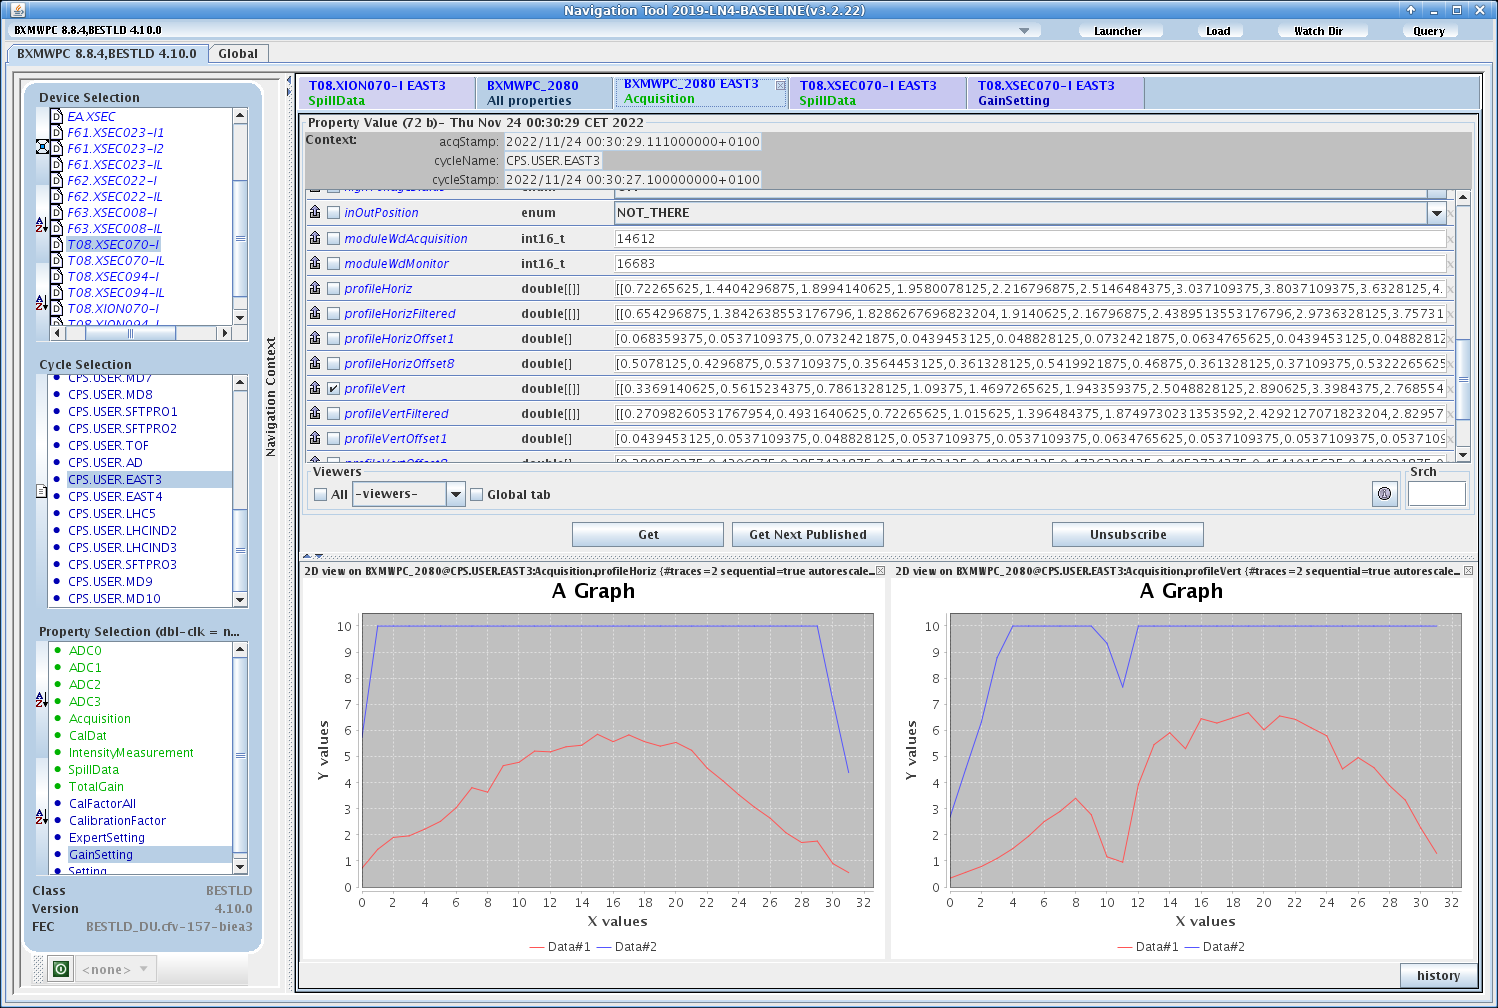 Navigation Tool 2019-LN4-BASELINE(v3.2.22)
BXMWPC 8.8.4,BESTLD 4.10.0
Launcher
Load
Watch Dir
Query
BXMWPC 8.8.4,BESTLD 4.10.0
Global
Device Selection
EA.XSEC
F61.XSEC023-I1
F61.XSEC023-I2
F61.XSEC023-IL
F62.XSEC022-I
F62.XSEC022-IL
F63.XSEC008-I
F63.XSEC008-IL
T08.XSEC070-I
T08.XSEC070-IL
T08.XSEC094-I
T08.XSEC094-IL
T08.XION070-I
T08.XION094-I
Cycle Selection
CPS.USER.MD7
CPS.USER.MD8
CPS.USER.SFTPRO1
CPS.USER.SFTPRO2
CPS.USER.TOF
CPS.USER.AD
CPS.USER.EAST3
CPS.USER.EAST4
CPS.USER.LHC5
CPS.USER.LHCIND2
CPS.USER.LHCIND3
CPS.USER.SFTPRO3
CPS.USER.MD9
CPS.USER.MD10
Property Selection (dbl-clk = n...
ADC0
ADC1
ADC2
ADC3
Acquisition
CalDat
IntensityMeasurement
SpillData
TotalGain
CalFactorAll
CalibrationFactor
ExpertSetting
GainSetting
Setting
Class BESTLD
Version 4.10.0
FEC BESTLD_DU.cfv-157-biea3
<none>
Navigation Context
T08.XION070-I EAST3
SpillData
BXMWPC_2080
All properties
BXMWPC_2080 EAST3
Acquisition
T08.XSEC070-I EAST3
SpillData
T08.XSEC070-I EAST3
GainSetting
Property Value (72 b)- Thu Nov 24 00:30:29 CET 2022
Context:
acqStamp: 2022/11/24 00:30:29.111000000+0100
cycleName: CPS.USER.EAST3
cycleStamp: 2022/11/24 00:30:27.100000000+0100
inOutPosition enum NOT_THERE
moduleWdAcquisition int16_t 14612
moduleWdMonitor int16_t 16683
profileHoriz double[[]] [[0.72265625,1.4404296875,1.8994140625,1.9580078125,2.216796875,2.5146484375,3.037109375,3.8037109375,3.6328125,4.
profileHorizFiltered double[[]] [[0.654296875,1.3842638553176796,1.8286267696823204,1.9140625,2.16796875,2.4389513553176796,2.9736328125,3.75731
profileHorizOffset1 double[] [0.068359375,0.0537109375,0.0732421875,0.0439453125,0.048828125,0.0732421875,0.0634765625,0.0439453125,0.0488281
profileHorizOffset8 double[] [0.5078125,0.4296875,0.537109375,0.3564453125,0.361328125,0.5419921875,0.46875,0.361328125,0.37109375,0.5322265625
profileVert double[[]] [[0.3369140625,0.5615234375,0.7861328125,1.09375,1.4697265625,1.943359375,2.5048828125,2.890625,3.3984375,2.768554
profileVertFiltered double[[]] [[0.27098260531767954,0.4931640625,0.72265625,1.015625,1.396484375,1.8749730231353592,2.4292127071823204,2.82957
profileVertOffset1 double[] [0.0439453125,0.0537109375,0.048828125,0.0537109375,0.0537109375,0.0634765625,0.0537109375,0.0537109375,0.053710
Viewers
All
-viewers-
Global tab
Srch
Get
Get Next Published
Unsubscribe
2D view on BXMWPC_2080@CPS.USER.EAST3:Acquisition.profileHoriz {#traces=2 sequential=true autorescale...
A Graph
Y values
10
9
8
7
6
5
4
3
2
1
0
0 2 4 6 8 10 12 14 16 18 20 22 24 26 28 30 32
X values
Data#1 Data#2
2D view on BXMWPC_2080@CPS.USER.EAST3:Acquisition.profileVert {#traces=2 sequential=true autorescale...
A Graph
Y values
10
9
8
7
6
5
4
3
2
1
0
0 2 4 6 8 10 12 14 16 18 20 22 24 26 28 30 32
X values
Data#1 Data#2
history